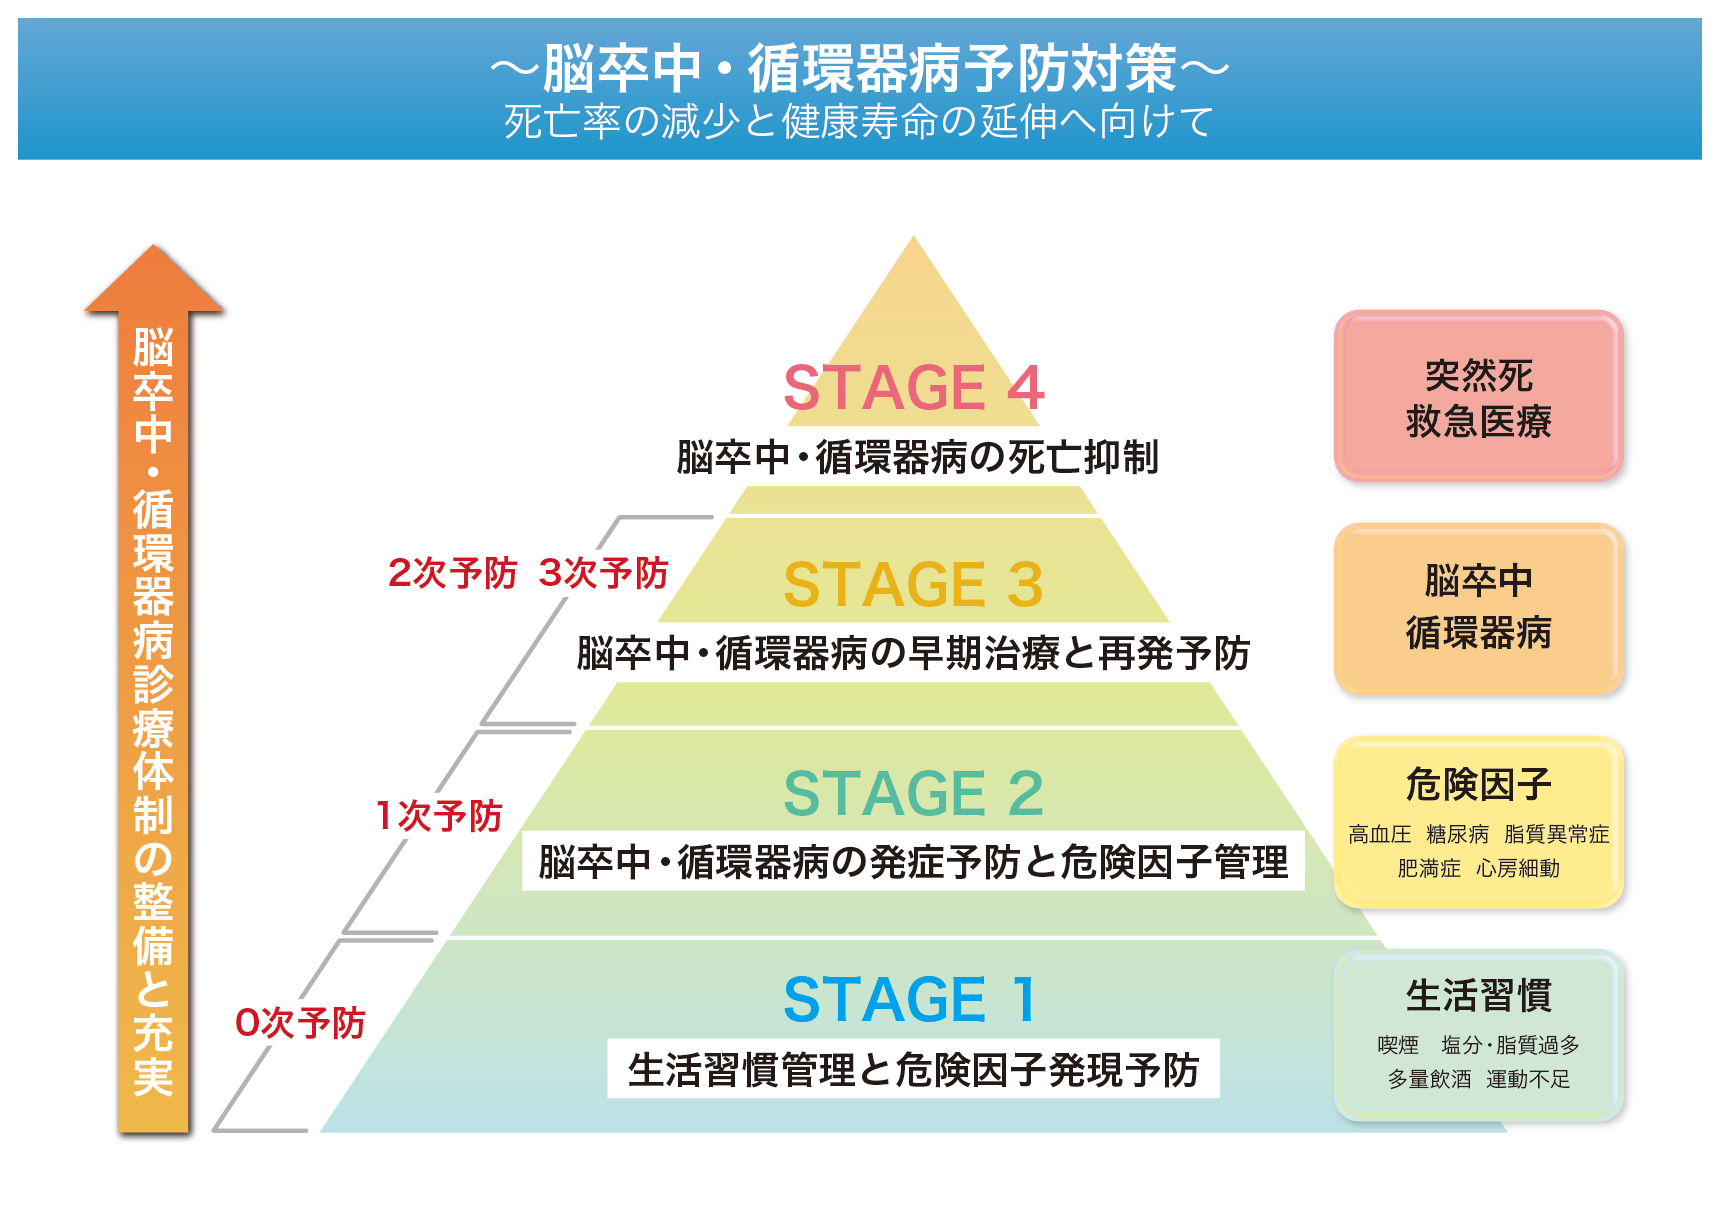 ～脳卒中・循環器病予防対策～
死亡率の減少と健康寿命の延伸へ向けて
脳卒中・循環器病診療体制の整備と充実
STAGE 4
脳卒中・循環器病の死亡抑制
突然死
救急医療
2次予防 3次予防
STAGE 3
脳卒中・循環器病の早期治療と再発予防
脳卒中
循環器病
1次予防
STAGE 2
脳卒中・循環器病の発症予防と危険因子管理
危険因子
高血圧 糖尿病 脂質異常症
肥満症 心房細動
0次予防
STAGE 1
生活習慣管理と危険因子発現予防
生活習慣
喫煙 塩分・脂質過多
多量飲酒 運動不足